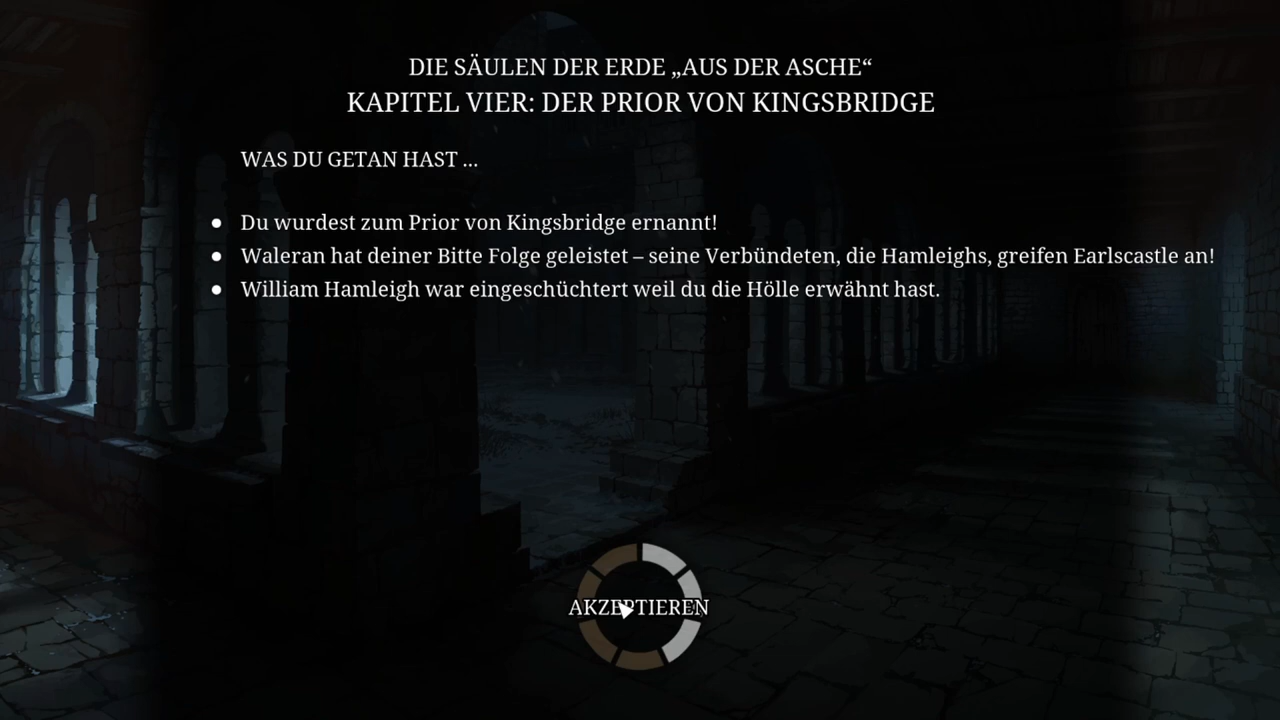 DIE SÄULEN DER ERDE „AUS DER ASCHE“
KAPITEL VIER: DER PRIOR VON KINGSBRIDGE
WAS DU GETAN HAST ...
● Du wurdest zum Prior von Kingsbridge ernannt!
● Waleran hat deiner Bitte Folge geleistet – seine Verbündeten, die Hamleighs, greifen Earlscastle an!
● William Hamleigh war eingeschüchtert weil du die Hölle erwähnt hast.
AKZEPTIEREN